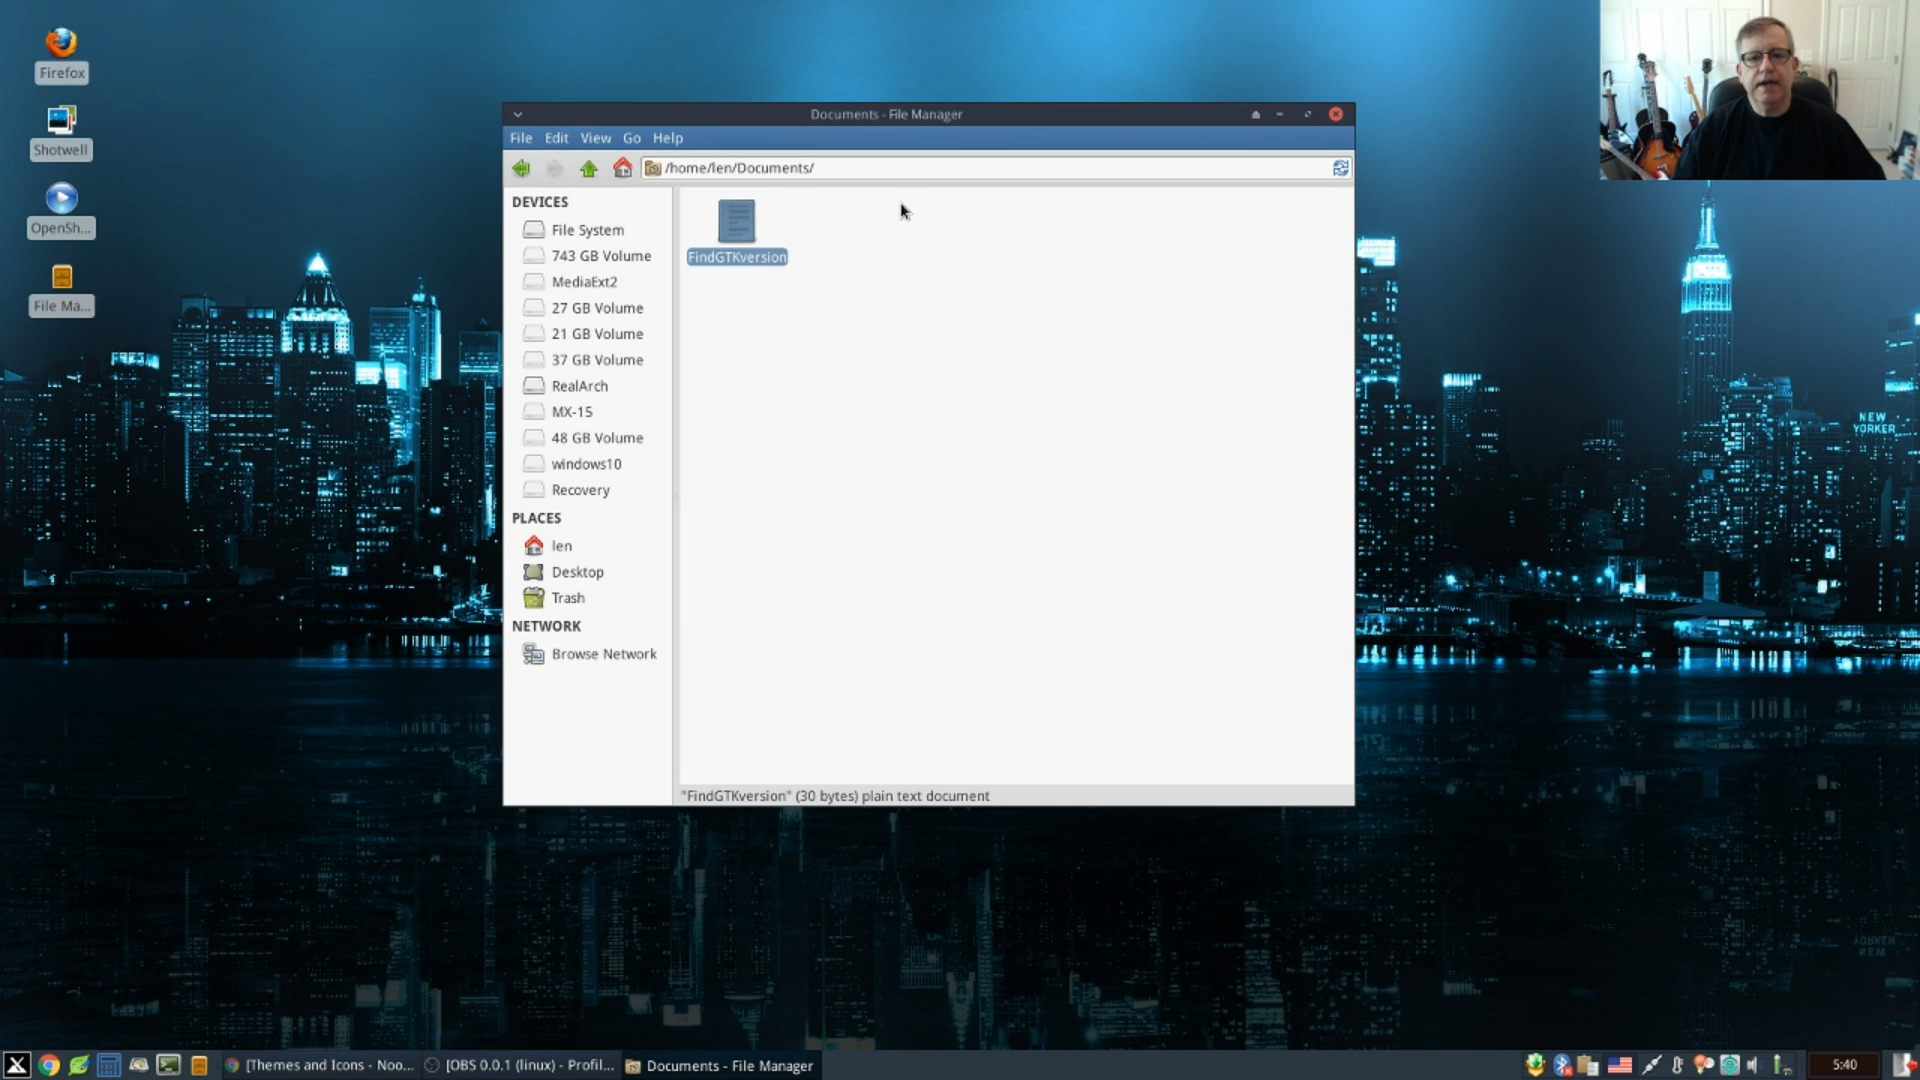 Firefox
Shotwell
OpenSh...
File Ma...
Documents - File Manager
File Edit View Go Help
/home/len/Documents/
DEVICES
File System
743 GB Volume
MediaExt2
27 GB Volume
21 GB Volume
37 GB Volume
RealArch
MX-15
48 GB Volume
windows10
Recovery
PLACES
len
Desktop
Trash
NETWORK
Browse Network
FindGTKversion
"FindGTKversion" (30 bytes) plain text document
NEW
YORKER
[Themes and Icons - Noo...
[OBS 0.0.1 (linux) - Profil...
Documents - File Manager
5:40